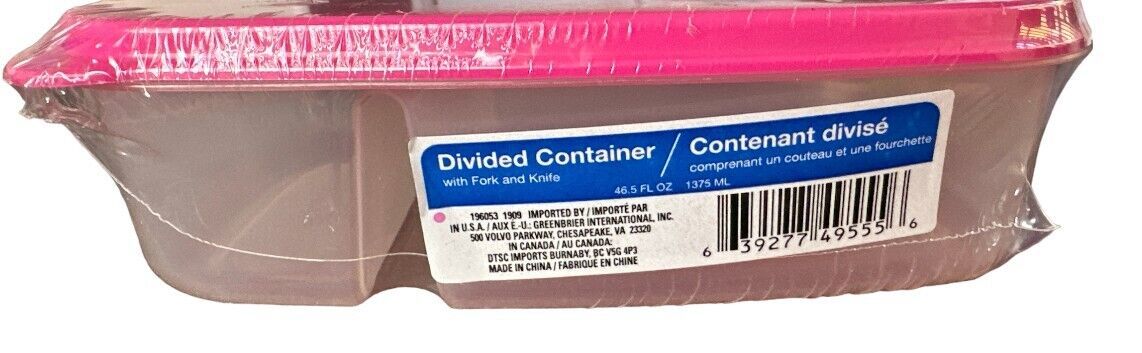 Divided Container / Contenant divisé
with Fork and Knife comprenant un couteau et une fourchette
46.5 FL OZ 1375 ML
196053 1909 IMPORTED BY / IMPORTÉ PAR
IN U.S.A. / AUX É.-U.: GREENBRIER INTERNATIONAL, INC.
500 VOLVO PARKWAY, CHESAPEAKE, VA 23320
IN CANADA / AU CANADA:
DTSC IMPORTS BURNABY, BC V5G 4P3
MADE IN CHINA / FABRIQUÉ EN CHINE
6 39277 49555 6